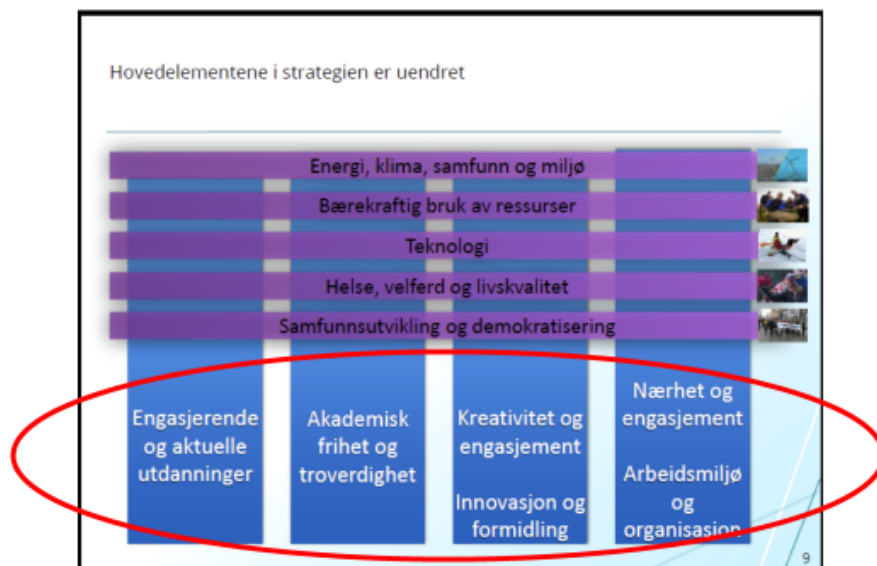 Hovedelementene i strategien er uendret
Energi, klima, samfunn og miljø
Bærekraftig bruk av ressurser
Teknologi
Helse, velferd og livskvalitet
Samfunnsutvikling og demokratisering
Engasjerende
og aktuelle
utdanninger
Akademisk
frihet og
troverdighet
Kreativitet og
engasjement
Innovasjon og
formidling
Nærhet og
engasjement
Arbeidsmiljø
og
organisasjon
9